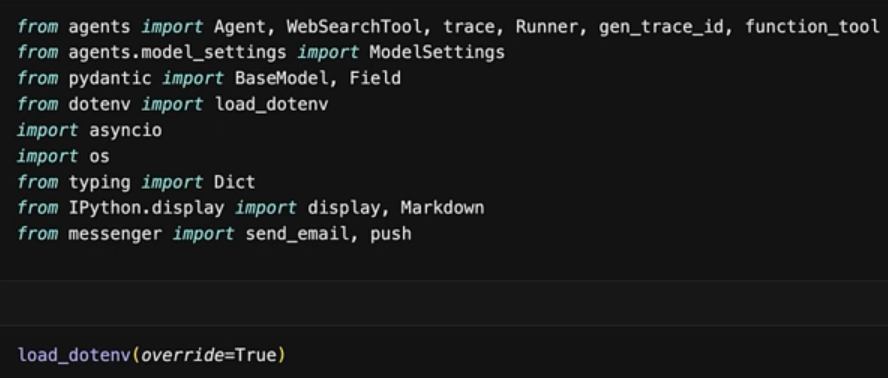 from agents import Agent, WebSearchTool, trace, Runner, gen_trace_id, function_tool
from agents.model_settings import ModelSettings
from pydantic import BaseModel, Field
from dotenv import load_dotenv
import asyncio
import os
from typing import Dict
from IPython.display import display, Markdown
from messenger import send_email, push
load_dotenv(override=True)